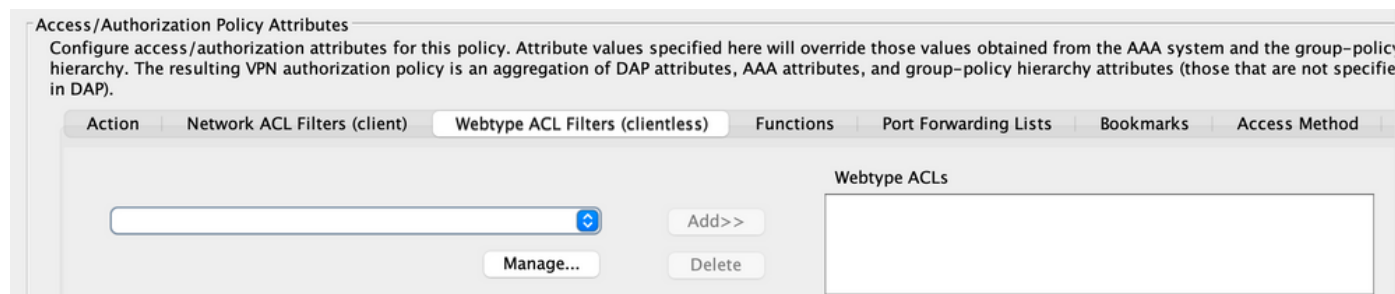 Access/Authorization Policy Attributes
Configure access/authorization attributes for this policy. Attribute values specified here will override those values obtained from the AAA system and the group-policy
hierarchy. The resulting VPN authorization policy is an aggregation of DAP attributes, AAA attributes, and group-policy hierarchy attributes (those that are not specifie
in DAP).
Action Network ACL Filters (client) Webtype ACL Filters (clientless) Functions Port Forwarding Lists Bookmarks Access Method
Webtype ACLs
Add>>
Manage... Delete